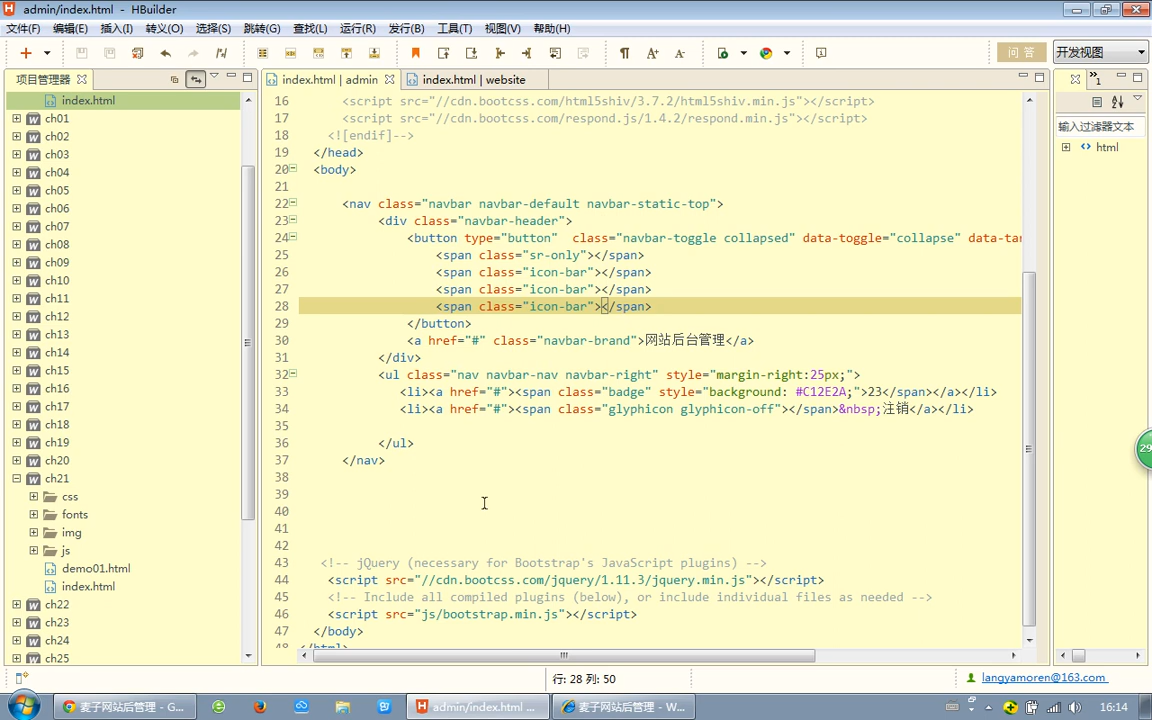 admin/index.html - HBuilder
文件(F) 编辑(E) 插入(I) 转义(O) 选择(S) 跳转(G) 查找(L) 运行(R) 发行(B) 工具(T) 视图(V) 帮助(H)
问 答
开发视图
项目管理器
index.html | admin
index.html | website
输入过滤器文本
html
index.html
ch01
ch02
ch03
ch04
ch05
ch06
ch07
ch08
ch09
ch10
ch11
ch12
ch13
ch14
ch15
ch16
ch17
ch18
ch19
ch20
ch21
css
fonts
img
js
demo01.html
index.html
ch22
ch23
ch24
ch25
16 <script src="//cdn.bootcss.com/html5shiv/3.7.2/html5shiv.min.js"></script>
17 <script src="//cdn.bootcss.com/respond.js/1.4.2/respond.min.js"></script>
18 <![endif]-->
19 </head>
20 <body>
21
22 <nav class="navbar navbar-default navbar-static-top">
23 <div class="navbar-header">
24 <button type="button"  class="navbar-toggle collapsed" data-toggle="collapse" data-tar
25 <span class="sr-only"></span>
26 <span class="icon-bar"></span>
27 <span class="icon-bar"></span>
28 <span class="icon-bar"></span>
29 </button>
30 <a href="#" class="navbar-brand">网站后台管理</a>
31 </div>
32 <ul class="nav navbar-nav navbar-right" style="margin-right:25px;">
33 <li><a href="#"><span class="badge" style="background: #C12E2A;">23</span></a></li>
34 <li><a href="#"><span class="glyphicon glyphicon-off"></span>&nbsp;注销</a></li>
35
36 </ul>
37 </nav>
38
39
40
41
42
43 <!-- jQuery (necessary for Bootstrap's JavaScript plugins) -->
44 <script src="//cdn.bootcss.com/jquery/1.11.3/jquery.min.js"></script>
45 <!-- Include all compiled plugins (below), or include individual files as needed -->
46 <script src="js/bootstrap.min.js"></script>
47 </body>
48 </html>
29
行: 28 列: 50
langyamoren@163.com
麦子网站后管理 - G...
admin/index.html ...
麦子网站后管理 - W...
16:14